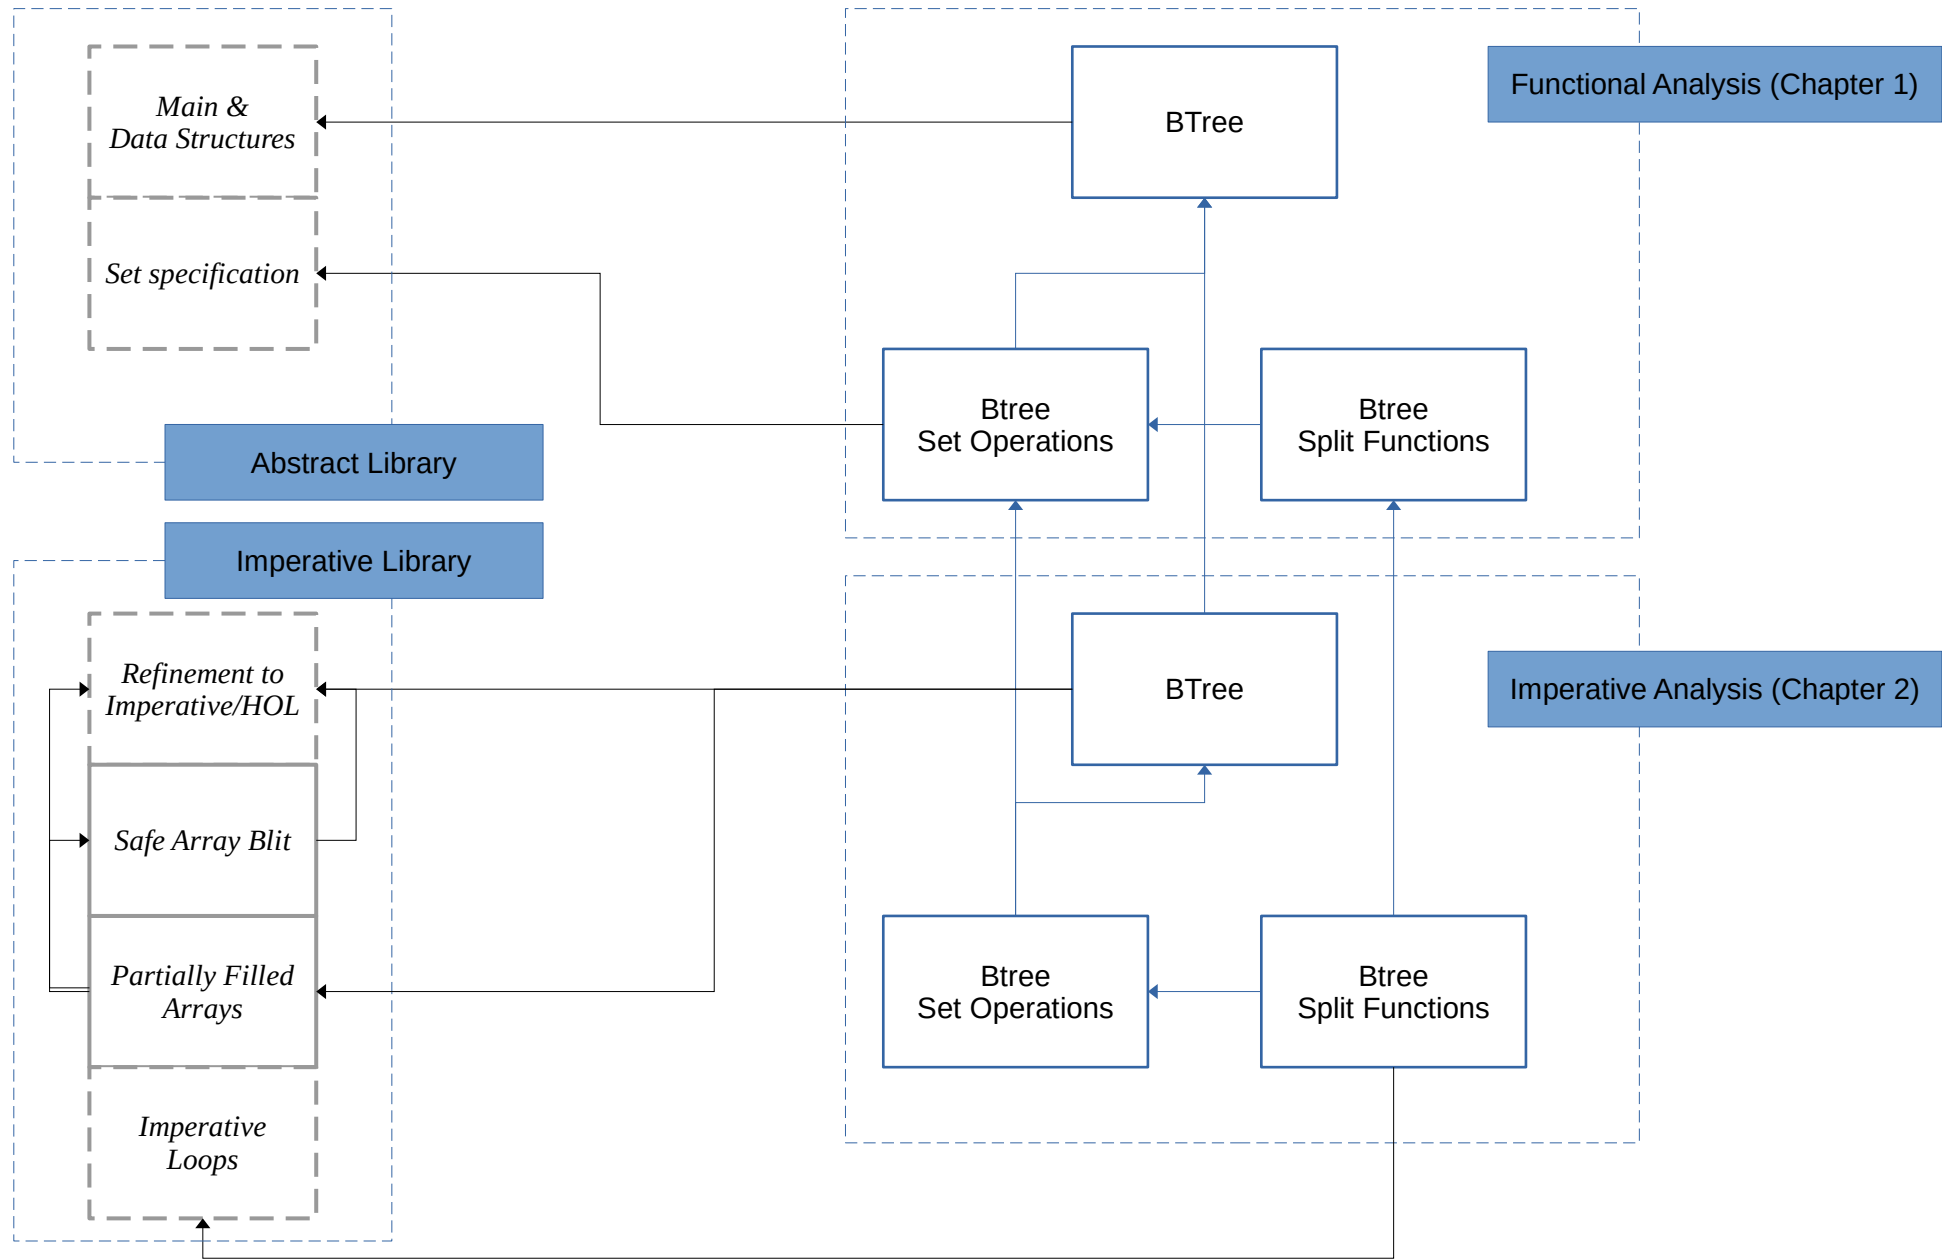 Main &
Data Structures
BTree
Functional Analysis (Chapter 1)
Set specification
Btree
Set Operations
Btree
Split Functions
Abstract Library
Imperative Library
Refinement to
Imperative/HOL
BTree
Imperative Analysis (Chapter 2)
Safe Array Blit
Partially Filled
Arrays
Btree
Set Operations
Btree
Split Functions
Imperative
Loops